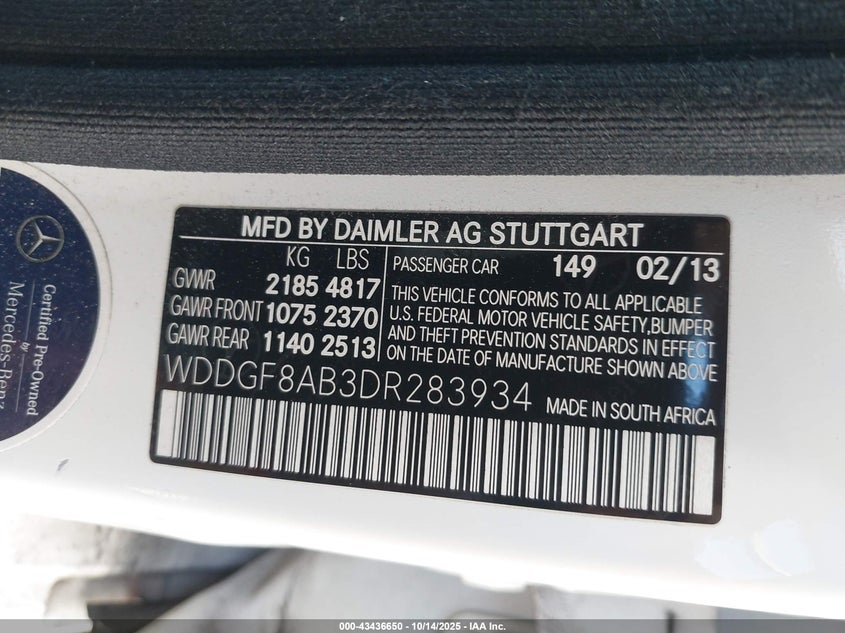 MFD BY DAIMLER AG STUTTGART
KG LBS
GVWR 2185 4817
GAWR FRONT 1075 2370
GAWR REAR 1140 2513
PASSENGER CAR 149 02/13
THIS VEHICLE CONFORMS TO ALL APPLICABLE
U.S. FEDERAL MOTOR VEHICLE SAFETY,BUMPER
AND THEFT PREVENTION STANDARDS IN EFFECT
ON THE DATE OF MANUFACTURE SHOWN ABOVE
WDDGF8AB3DR283934 MADE IN SOUTH AFRICA
Certified Pre-Owned
by
Mercedes-Benz
000-43436650 - 10/14/2025 - IAA Inc.